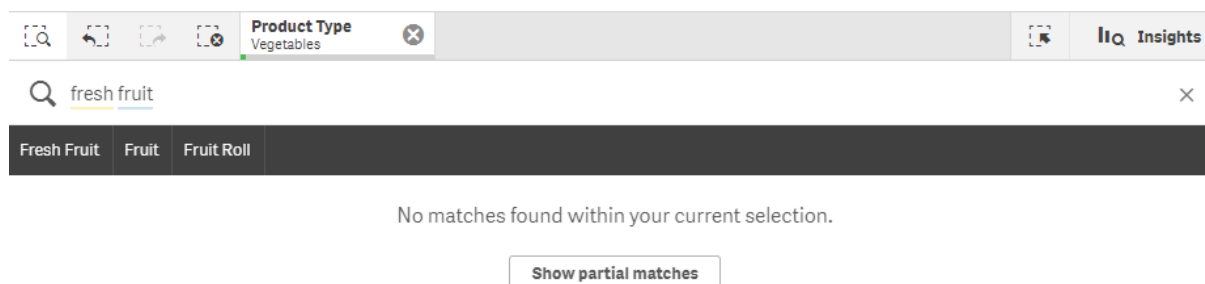 Product Type
Vegetables
Insights
fresh fruit
Fresh Fruit Fruit Fruit Roll
No matches found within your current selection.
Show partial matches